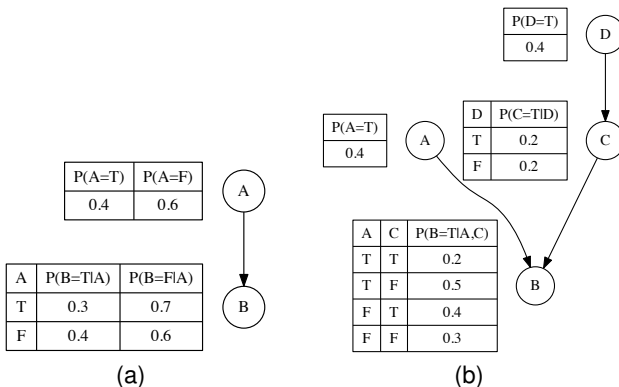 P(A=T) P(A=F)
0.4 0.6
A
A P(B=T|A) P(B=F|A)
T 0.3 0.7
F 0.4 0.6
B
(a)
P(D=T)
0.4
D
P(A=T)
0.4
A
D P(C=T|D)
T 0.2
F 0.2
C
A C P(B=T|A,C)
T T 0.2
T F 0.5
F T 0.4
F F 0.3
B
(b)